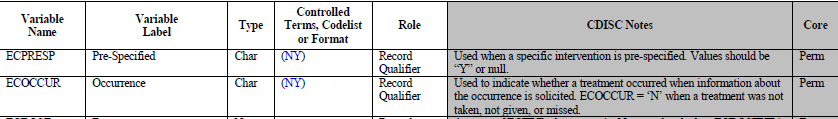 Variable Name
Variable Label
Type
Controlled Terms, Codelist or Format
Role
CDISC Notes
Core
ECPRESP
Pre-Specified
Char
(NY)
Record Qualifier
Used when a specific intervention is pre-specified. Values should be
“Y” or null.
Perm
ECOCCUR
Occurrence
Char
(NY)
Record Qualifier
Used to indicate whether a treatment occurred when information about
the occurrence is solicited. ECOCCUR = ‘N’ when a treatment was not
taken, not given, or missed.
Perm